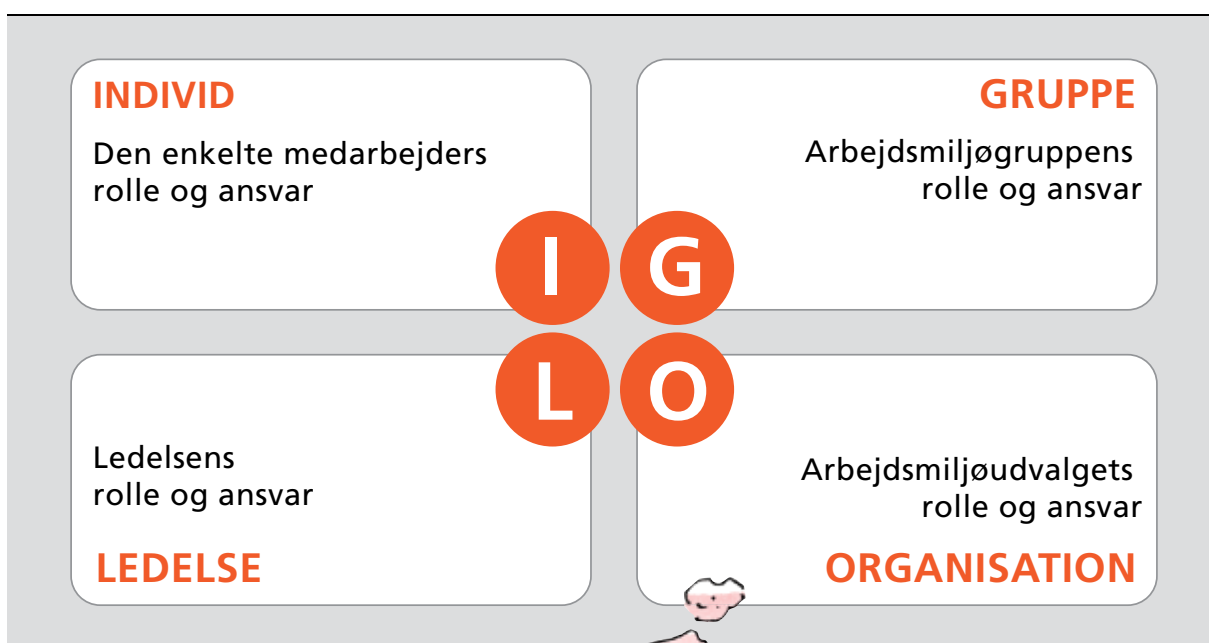 INDIVID
Den enkelte medarbejders
rolle og ansvar
GRUPPE
Arbejdsmiljøgruppens
rolle og ansvar
I
G
L
O
Ledelsens
rolle og ansvar
LEDELSE
Arbejdsmiljøudvalgets
rolle og ansvar
ORGANISATION